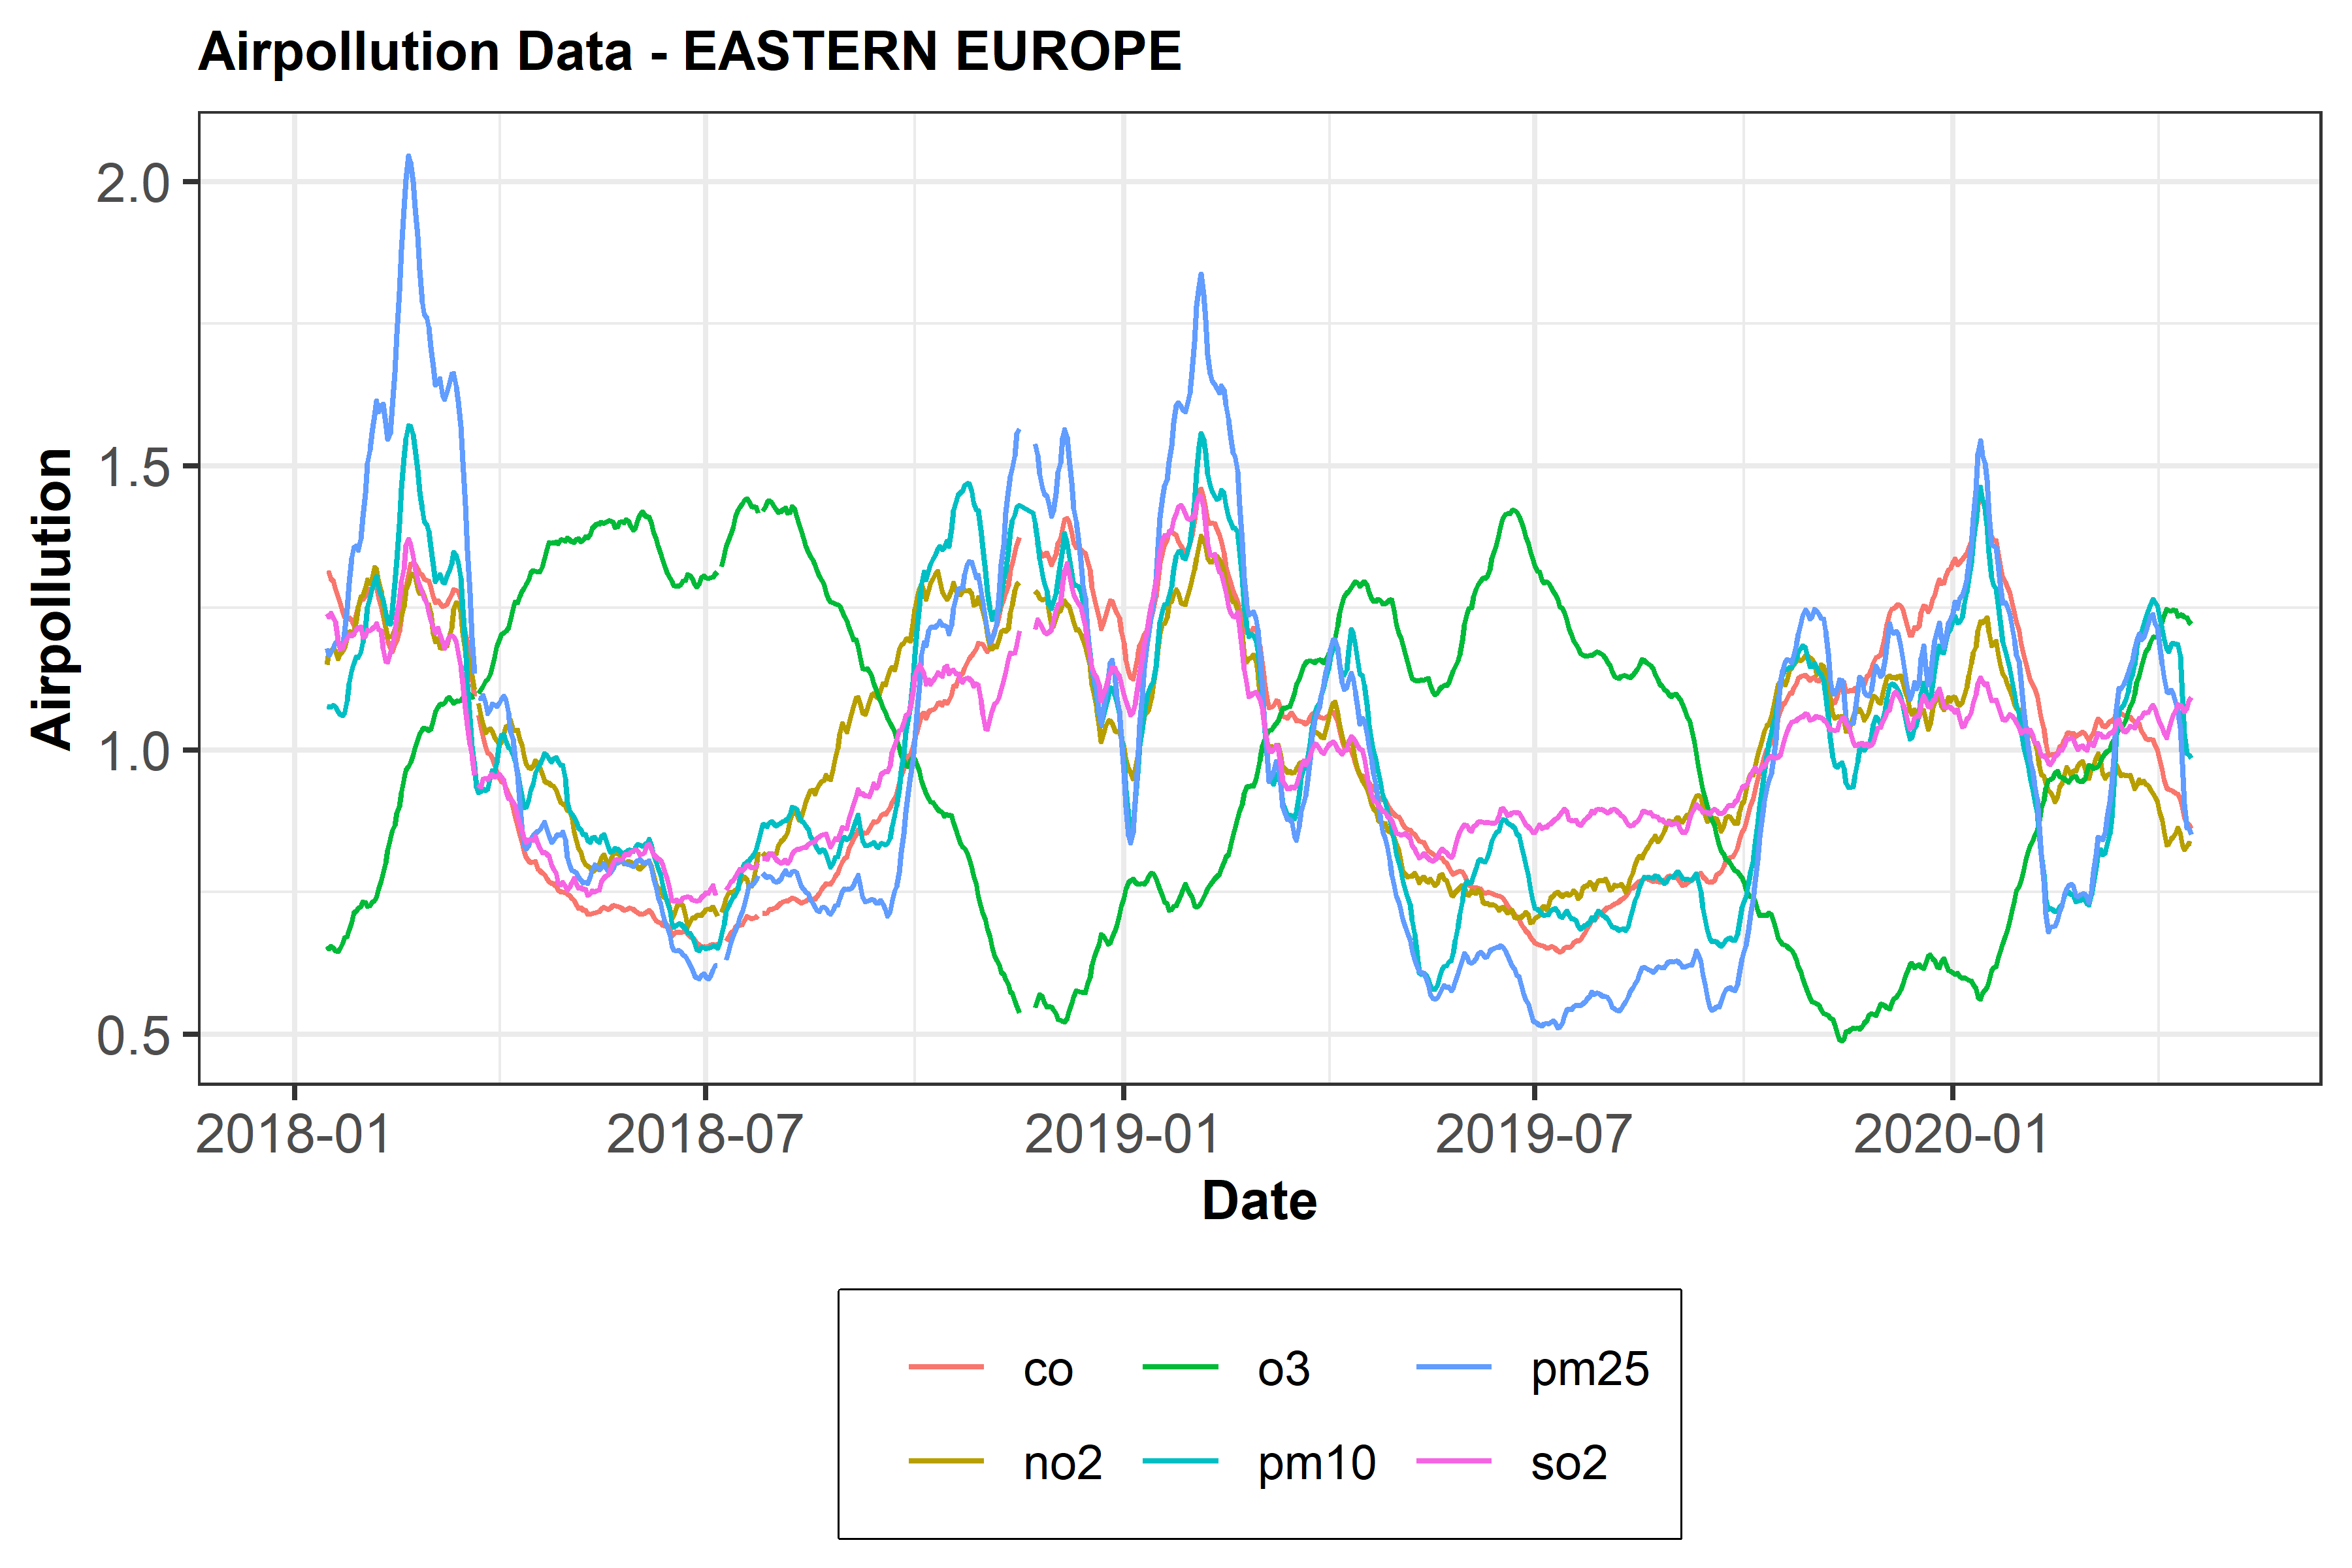 Airpollution Data - EASTERN EUROPE
Airpollution
2.0
1.5
1.0
0.5
2018-01 2018-07 2019-01 2019-07 2020-01
Date
co o3 pm25
no2 pm10 so2